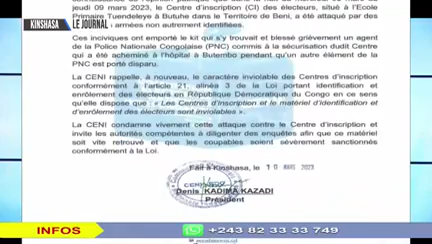 KINSHASA LE JOURNAL
jeudi 09 mars 2023, le Centre d'inscription (CI) des électeurs, sis à l'Ecole
Primaire Tuendeleye à Butuhe dans le Territoire de Beni, a été attaqué par des
armées non autrement identifiées.
Ces inciviques ont emporté le kit qui s'y trouvait et blessé grièvement un agent
de la Police Nationale Congolaise (PNC) commis à la sécurisation dudit Centre
qui a été acheminé à l'hôpital à Butembo pendant qu'un autre élément de la
PNC est porté disparu.
La CENI rappelle, à nouveau, le caractère inviolable des Centres d'inscription
conformément à l'article 21, alinéa 3 de la Loi portant identification et
enrôlement des électeurs en République Démocratique du Congo en ce sens
qu'elle dispose que : « Les Centres d'inscription et le matériel d'identification et
d'enrôlement des électeurs sont inviolables ».
La CENI condamne vivement cette attaque contre le Centre d'inscription et
invite les autorités compétentes à diligenter des enquêtes afin que ce matériel
soit vite retrouvé et que les coupables soient sévèrement sanctionnés
conformément à la Loi.
Fait à Kinshasa, le 10 MARS 2023
CENI
Denis KADIMA KAZADI
Président
INFOS +243 82 33 33 749